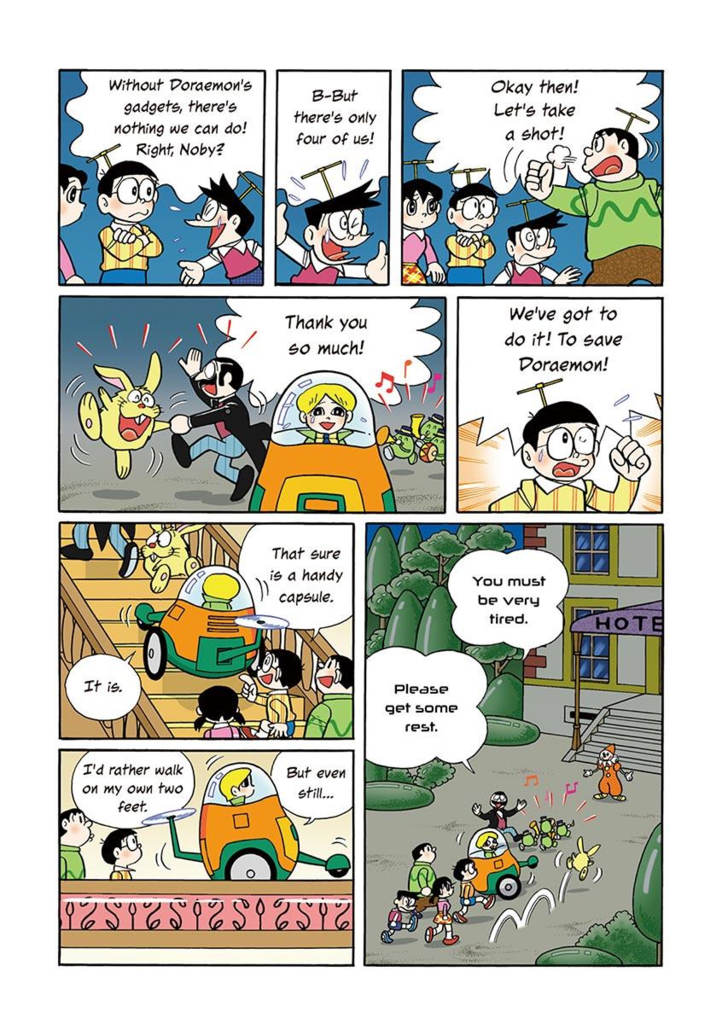 Okay then!
Let's take
a shot!
B-But
there's only
four of us!
Without Doraemon's
gadgets, there's
nothing we can do!
Right, Noby?
We've got to
do it! To save
Doraemon!
Thank you
so much!
You must
be very
tired.
HOTE
Please
get some
rest.
That sure
is a handy
capsule.
It is.
But even
still...
I'd rather walk
on my own two
feet.